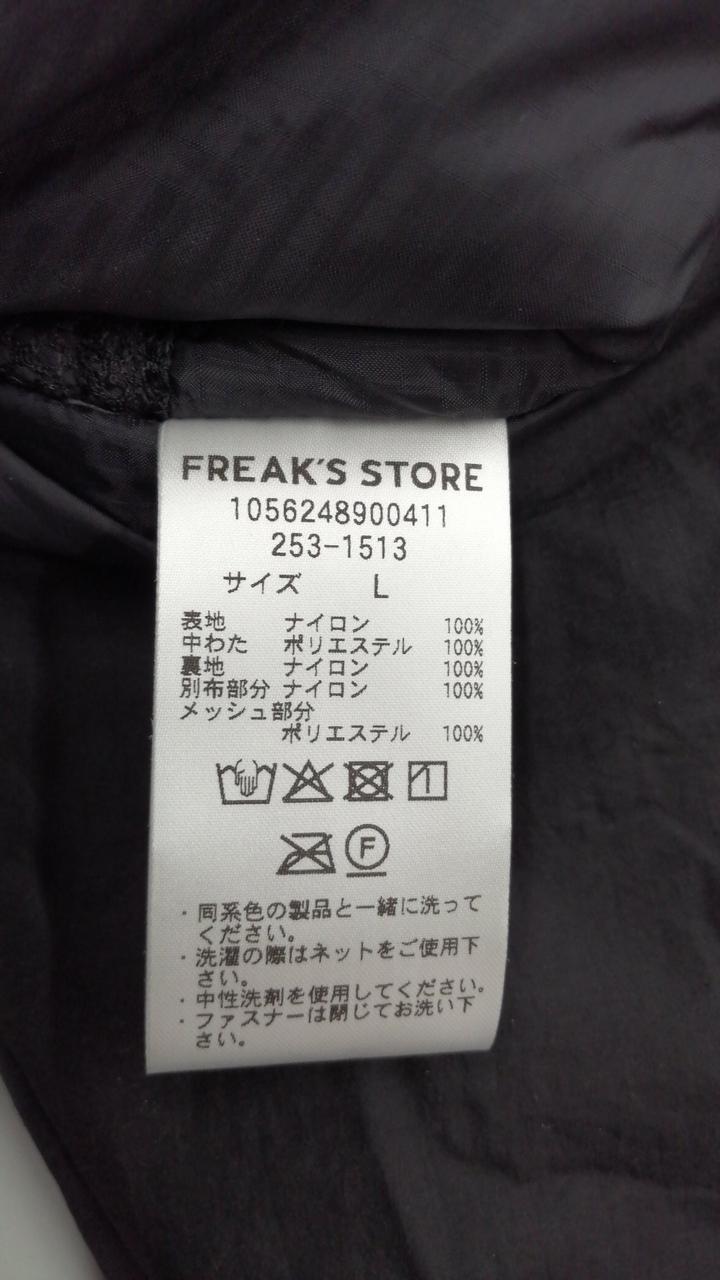 FREAK'S STORE
1056248900411
253-1513
サイズ L
表地 ナイロン 100%
中わた ポリエステル 100%
裏地 ナイロン 100%
別布部分 ナイロン 100%
メッシュ部分
ポリエステル 100%
F
・同系色の製品と一緒に洗って
ください。
・洗濯の際はネットをご使用下
さい。
・中性洗剤を使用してください。
・ファスナーは閉じてお洗い下
さい。